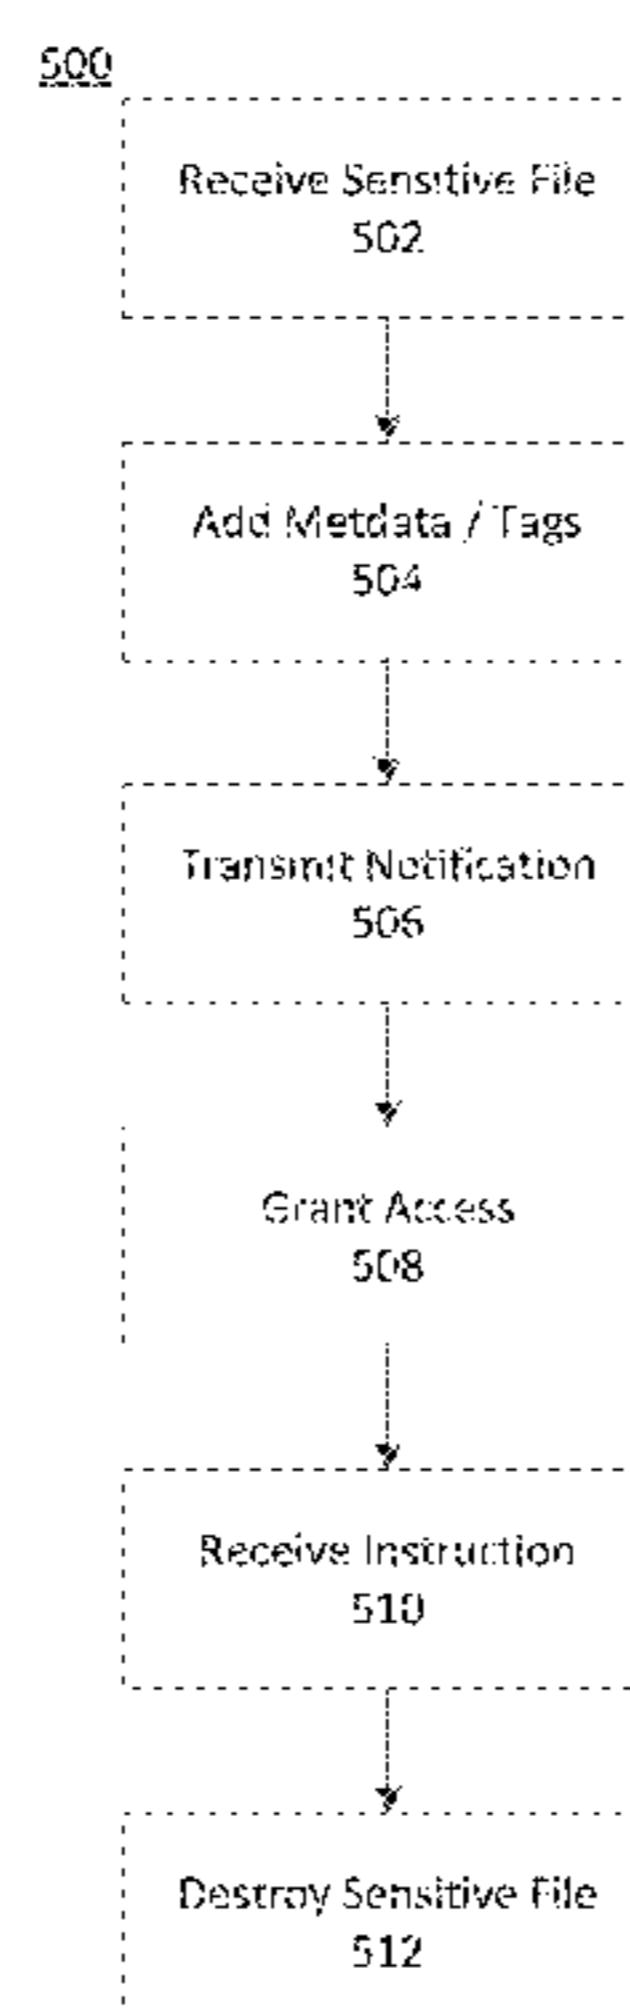 500
Receive Sensitive File
502
Add Metdata / Tags
504
Transmit Notification
506
Grant Access
508
Receive Instruction
510
Destroy Sensitive File
512